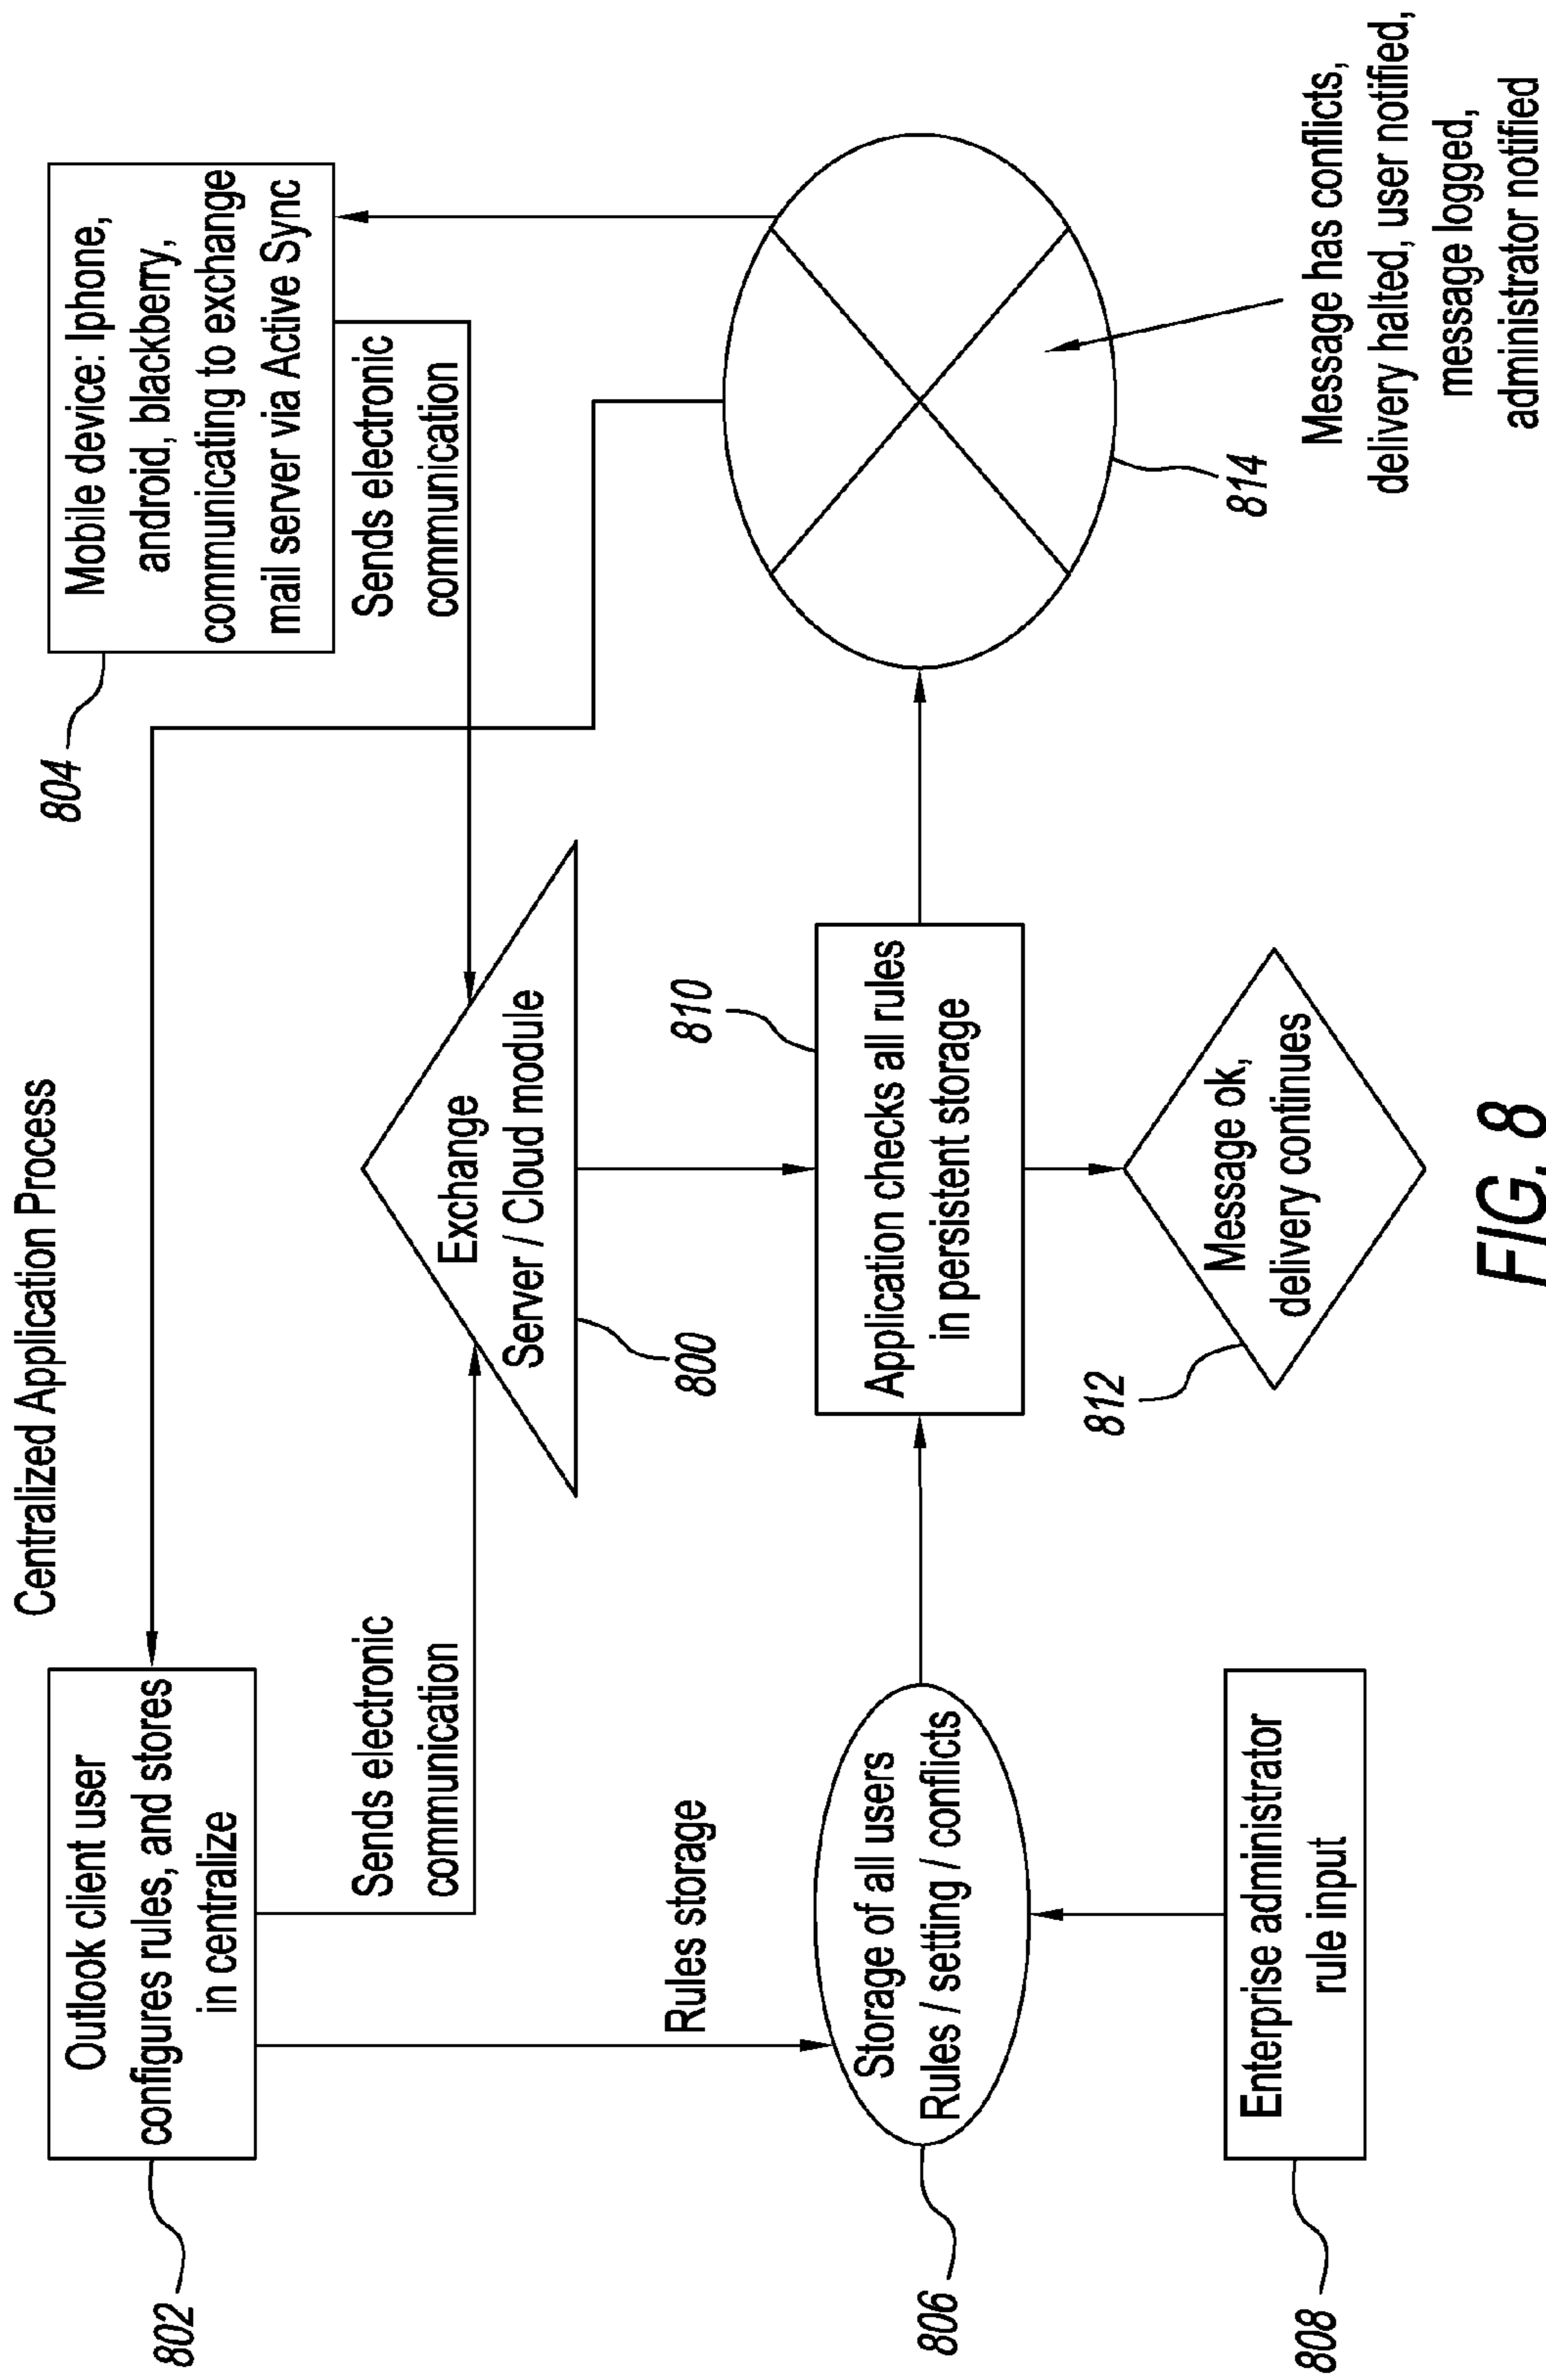 Centralized Application Process
802
Outlook client user
configures rules, and stores
in centralize
804
Mobile device: Iphone,
android, blackberry,
communicating to exchange
mail server via Active Sync
Sends electronic
communication
Sends electronic
communication
Exchange
Server / Cloud module
800
Rules storage
806
Storage of all users
Rules / setting / conflicts
810
Application checks all rules
in persistent storage
814
808
Enterprise administrator
rule input
812
Message ok,
delivery continues
Message has conflicts,
delivery halted, user notified,
message logged,
administrator notified
FIG. 8